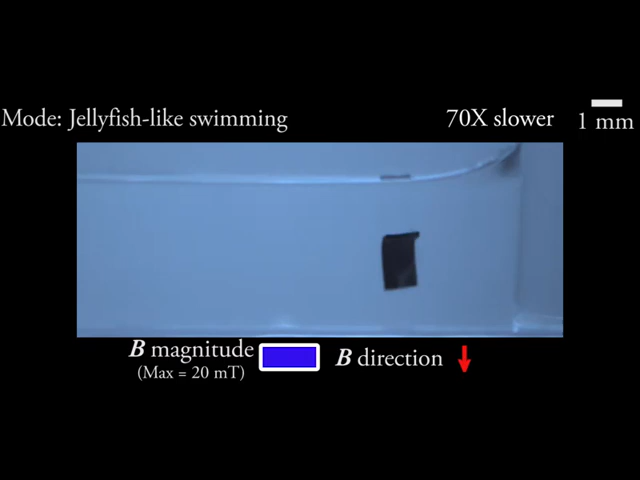 Mode: Jellyfish-like swimming
70X slower
1 mm
B magnitude
(Max = 20 mT)
B direction